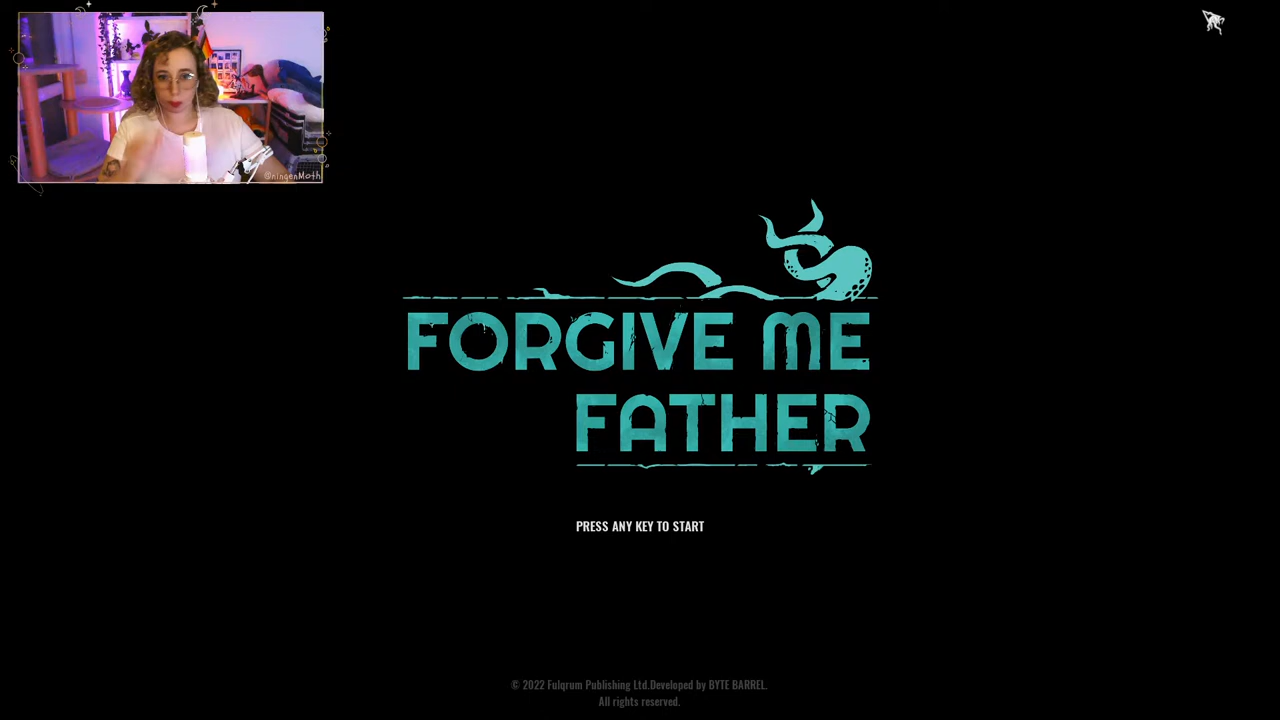 @ningenMoth
FORGIVE ME
FATHER
PRESS ANY KEY TO START
© 2022 Fulqrum Publishing Ltd.Developed by BYTE BARREL.
All rights reserved.